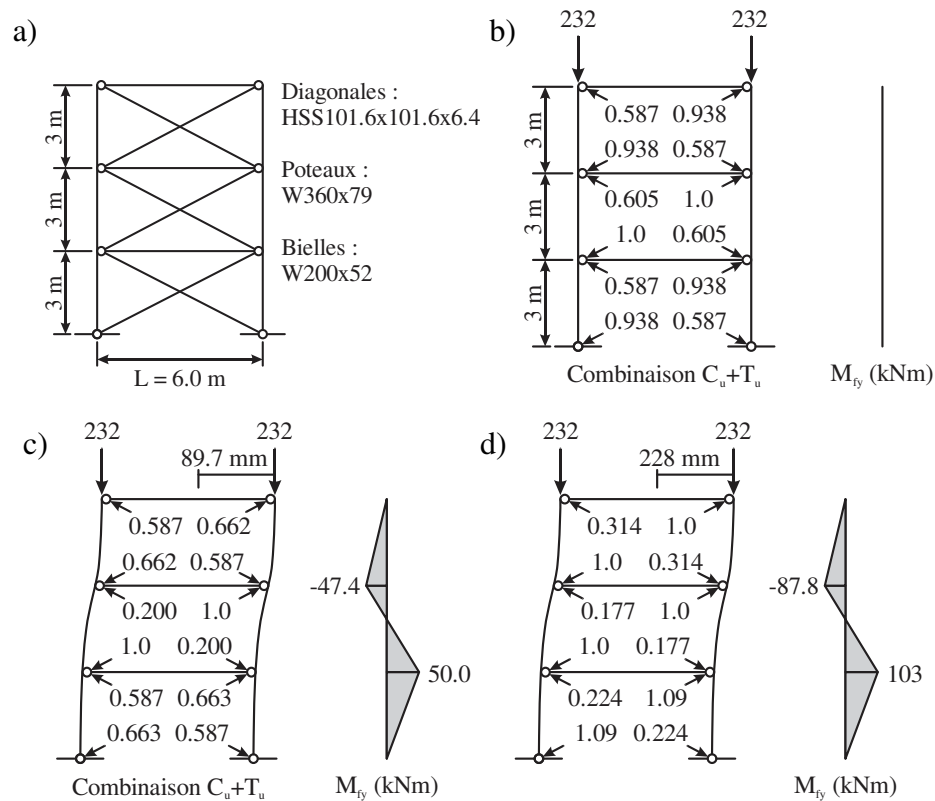 a)
Diagonales :
HSS101.6x101.6x6.4
Poteaux :
W360x79
Bielles :
W200x52
3 m
3 m
3 m
L = 6.0 m
b)
232 232
3 m
3 m
3 m
0.587 0.938
0.938 0.587
0.605 1.0
1.0 0.605
0.587 0.938
0.938 0.587
Combinaison Cᵤ+Tᵤ
M_fy (kNm)
c)
232 232
89.7 mm
0.587 0.662
0.662 0.587
0.200 1.0
1.0 0.200
0.587 0.663
0.663 0.587
-47.4
50.0
Combinaison Cᵤ+Tᵤ
M_fy (kNm)
d)
232 232
228 mm
0.314 1.0
1.0 0.314
0.177 1.0
1.0 0.177
0.224 1.09
1.09 0.224
-87.8
103
M_fy (kNm)